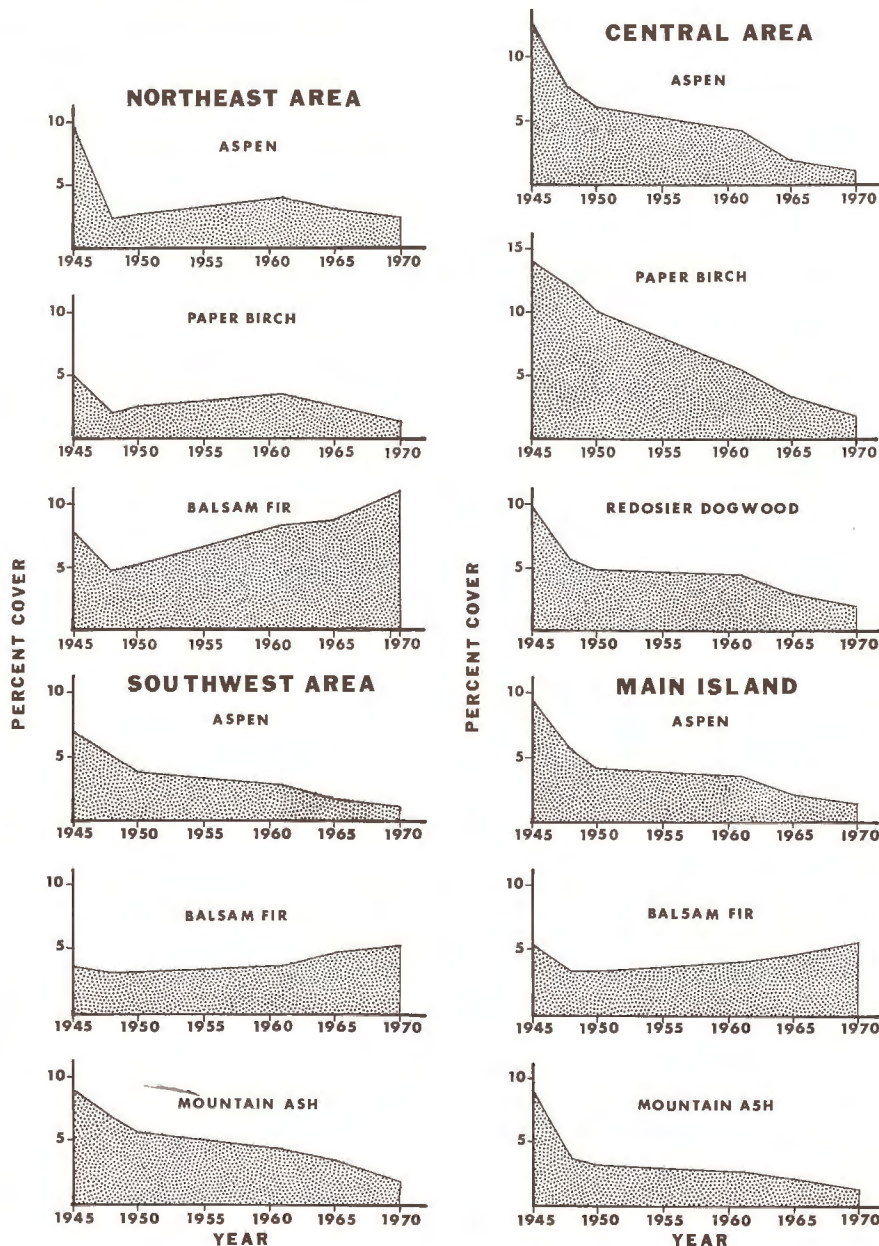 NORTHEAST AREA
ASPEN
10
5
1945 1950 1955 1960 1965 1970
PAPER BIRCH
10
5
1945 1950 1955 1960 1965 1970
BALSAM FIR
10
5
1945 1950 1955 1960 1965 1970
PERCENT COVER
SOUTHWEST AREA
ASPEN
10
5
1945 1950 1955 1960 1965 1970
BALSAM FIR
10
5
1945 1950 1955 1960 1965 1970
MOUNTAIN ASH
10
5
1945 1950 1955 1960 1965 1970
YEAR
CENTRAL AREA
ASPEN
10
5
1945 1950 1955 1960 1965 1970
PAPER BIRCH
15
10
5
1945 1950 1955 1960 1965 1970
REDOSIER DOGWOOD
10
5
1945 1950 1955 1960 1965 1970
PERCENT COVER
MAIN ISLAND
ASPEN
10
5
1945 1950 1955 1960 1965 1970
BALSAM FIR
10
5
1945 1950 1955 1960 1965 1970
MOUNTAIN ASH
10
5
1945 1950 1955 1960 1965 1970
YEAR